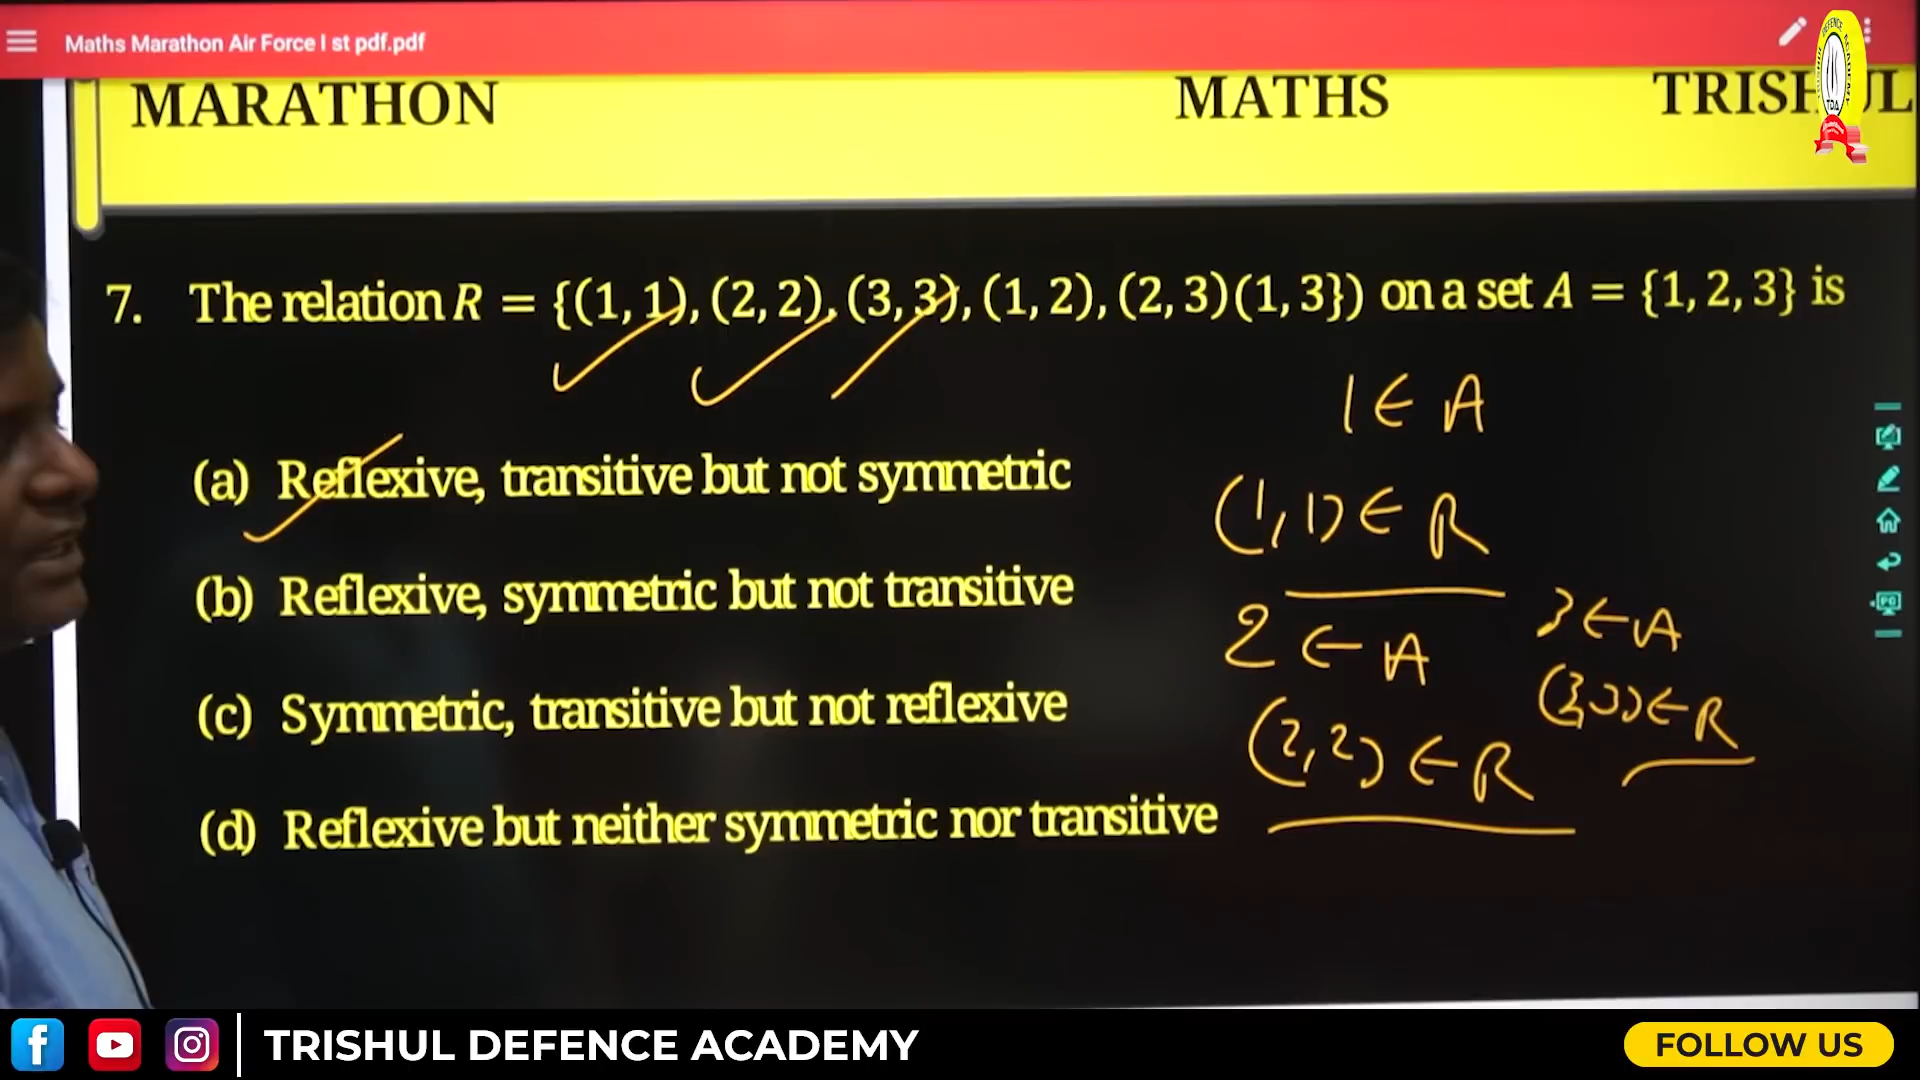 Maths Marathon Air Force I st pdf.pdf
MARATHON MATHS TRISHUL
7. The relation R = {(1, 1), (2, 2), (3, 3), (1, 2), (2, 3)(1, 3}) on a set A = {1, 2, 3} is
1 ∈ A
(a) Reflexive, transitive but not symmetric
(1, 1) ∈ R
(b) Reflexive, symmetric but not transitive
2 ∈ A
3 ∈ A
(c) Symmetric, transitive but not reflexive
(3, 3) ∈ R
(2, 2) ∈ R
(d) Reflexive but neither symmetric nor transitive
TRISHUL DEFENCE ACADEMY
FOLLOW US